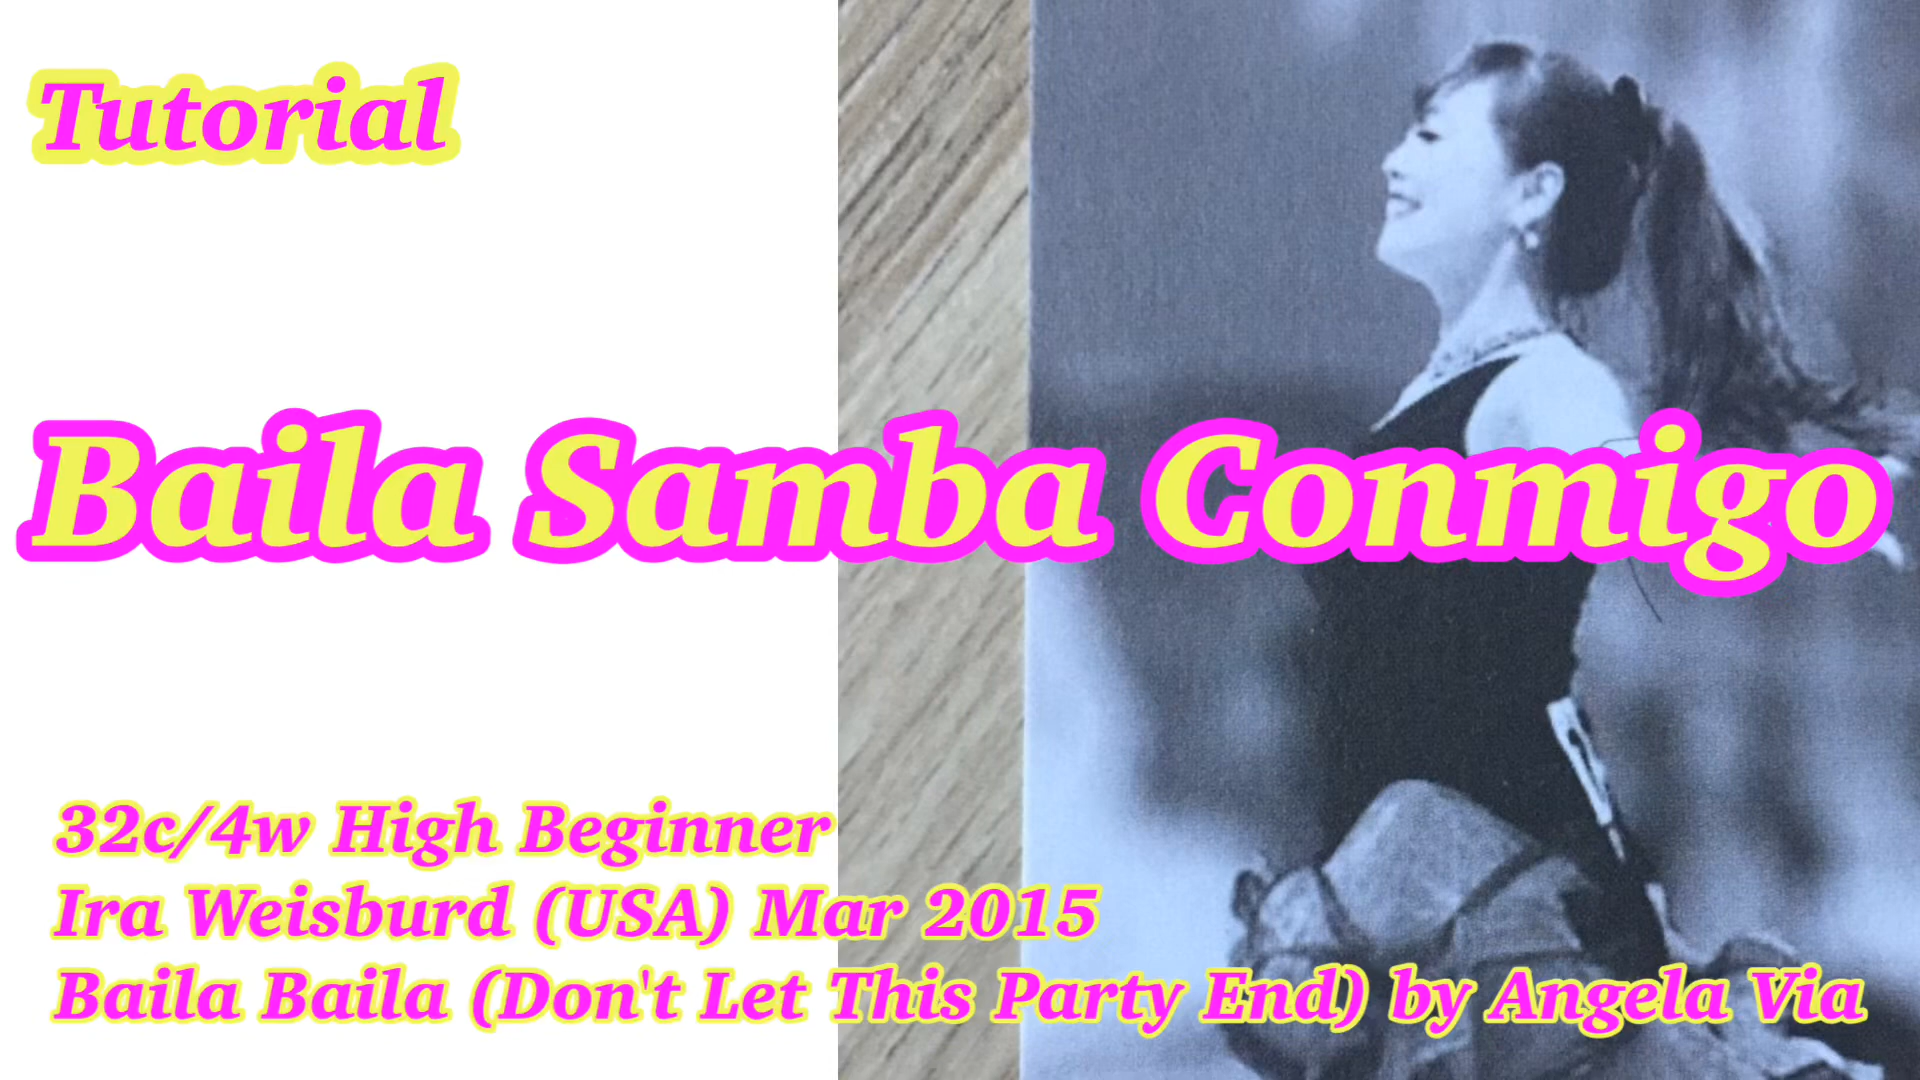 Tutorial
Baila Samba Conmigo
32c/4w High Beginner
Ira Weisburd (USA) Mar 2015
Baila Baila (Don't Let This Party End) by Angela Via